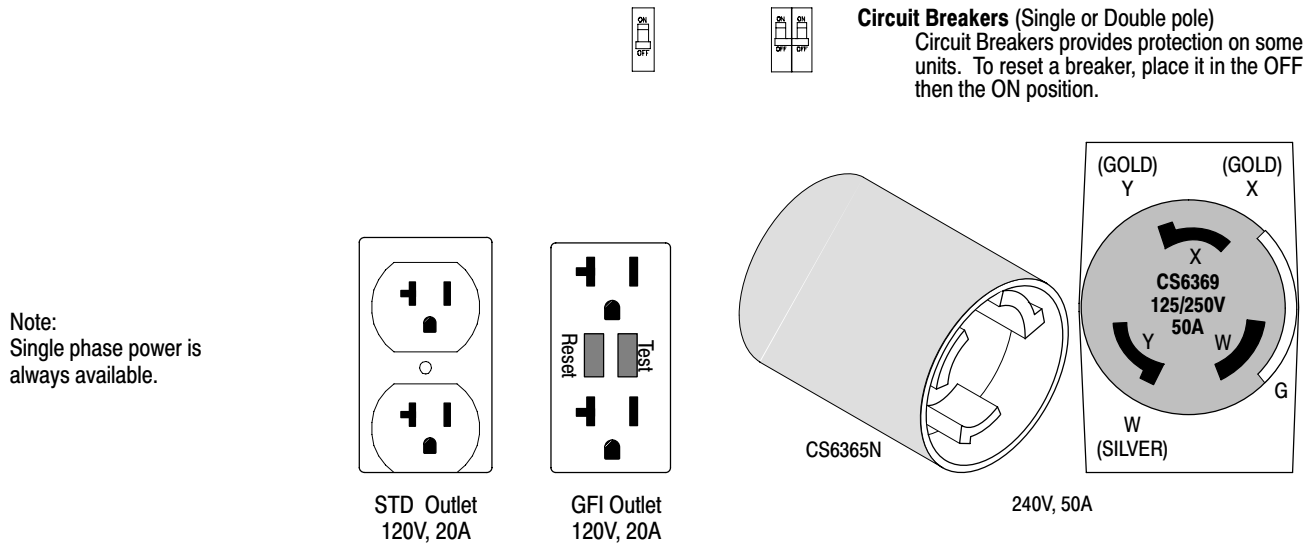 ON
OFF
ON ON
OFF OFF
Circuit Breakers (Single or Double pole)
Circuit Breakers provides protection on some
units. To reset a breaker, place it in the OFF
then the ON position.
Note:
Single phase power is
always available.
Reset
Test
STD Outlet
120V, 20A
GFI Outlet
120V, 20A
CS6365N
(GOLD)
Y
(GOLD)
X
X
CS6369
125/250V
50A
Y
W
G
W
(SILVER)
240V, 50A